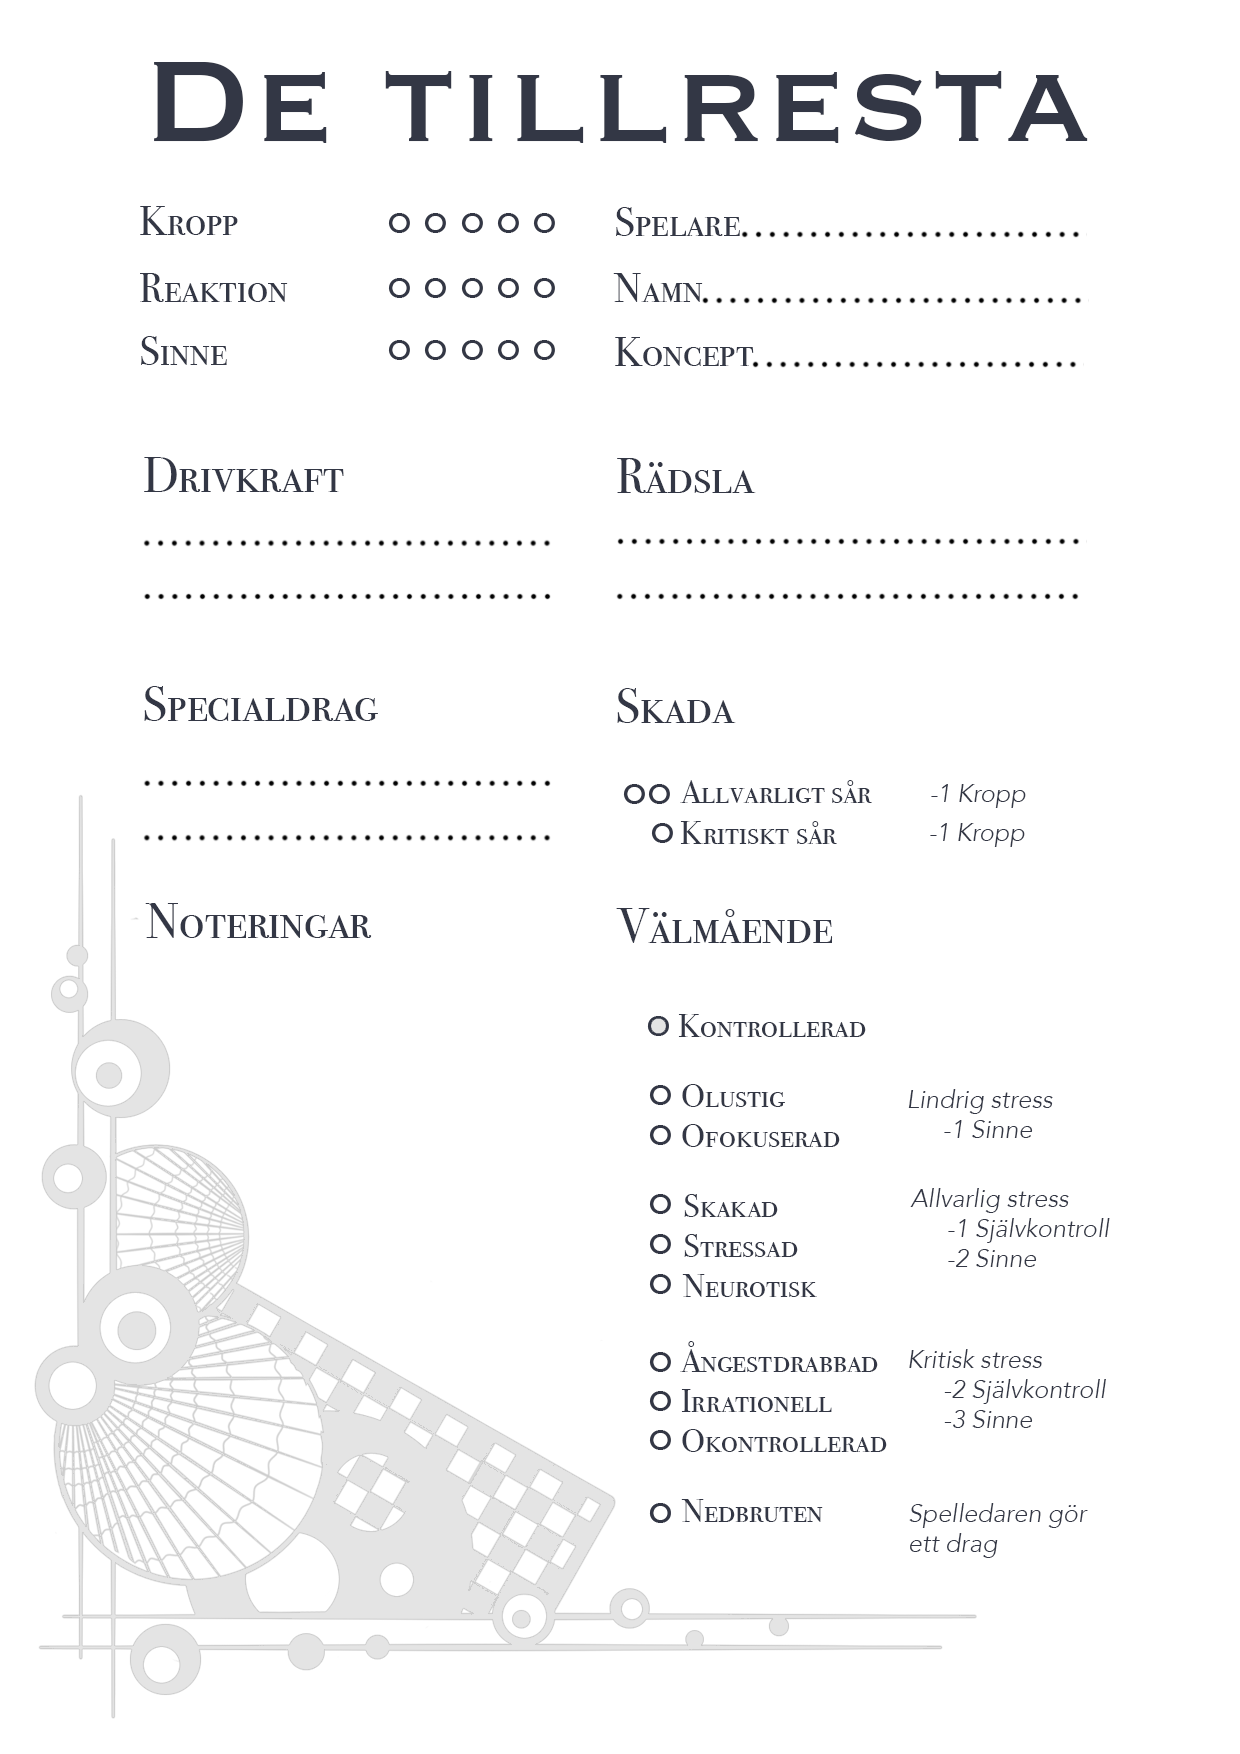 De tillresta
Kropp
Reaktion
Sinne
Spelare
Namn
Koncept
Drivkraft
Rädsla
Specialdrag
Skada
Allvarligt sår -1 Kropp
Kritiskt sår -1 Kropp
Noteringar
Välmående
Kontrollerad
Olustig
Ofokuserad
Lindrig stress
-1 Sinne
Skakad
Stressad
Neurotisk
Allvarlig stress
-1 Självkontroll
-2 Sinne
Ångestdrabbad
Irrationell
Okontrollerad
Kritisk stress
-2 Självkontroll
-3 Sinne
Nedbruten
Spelledaren gör
ett drag